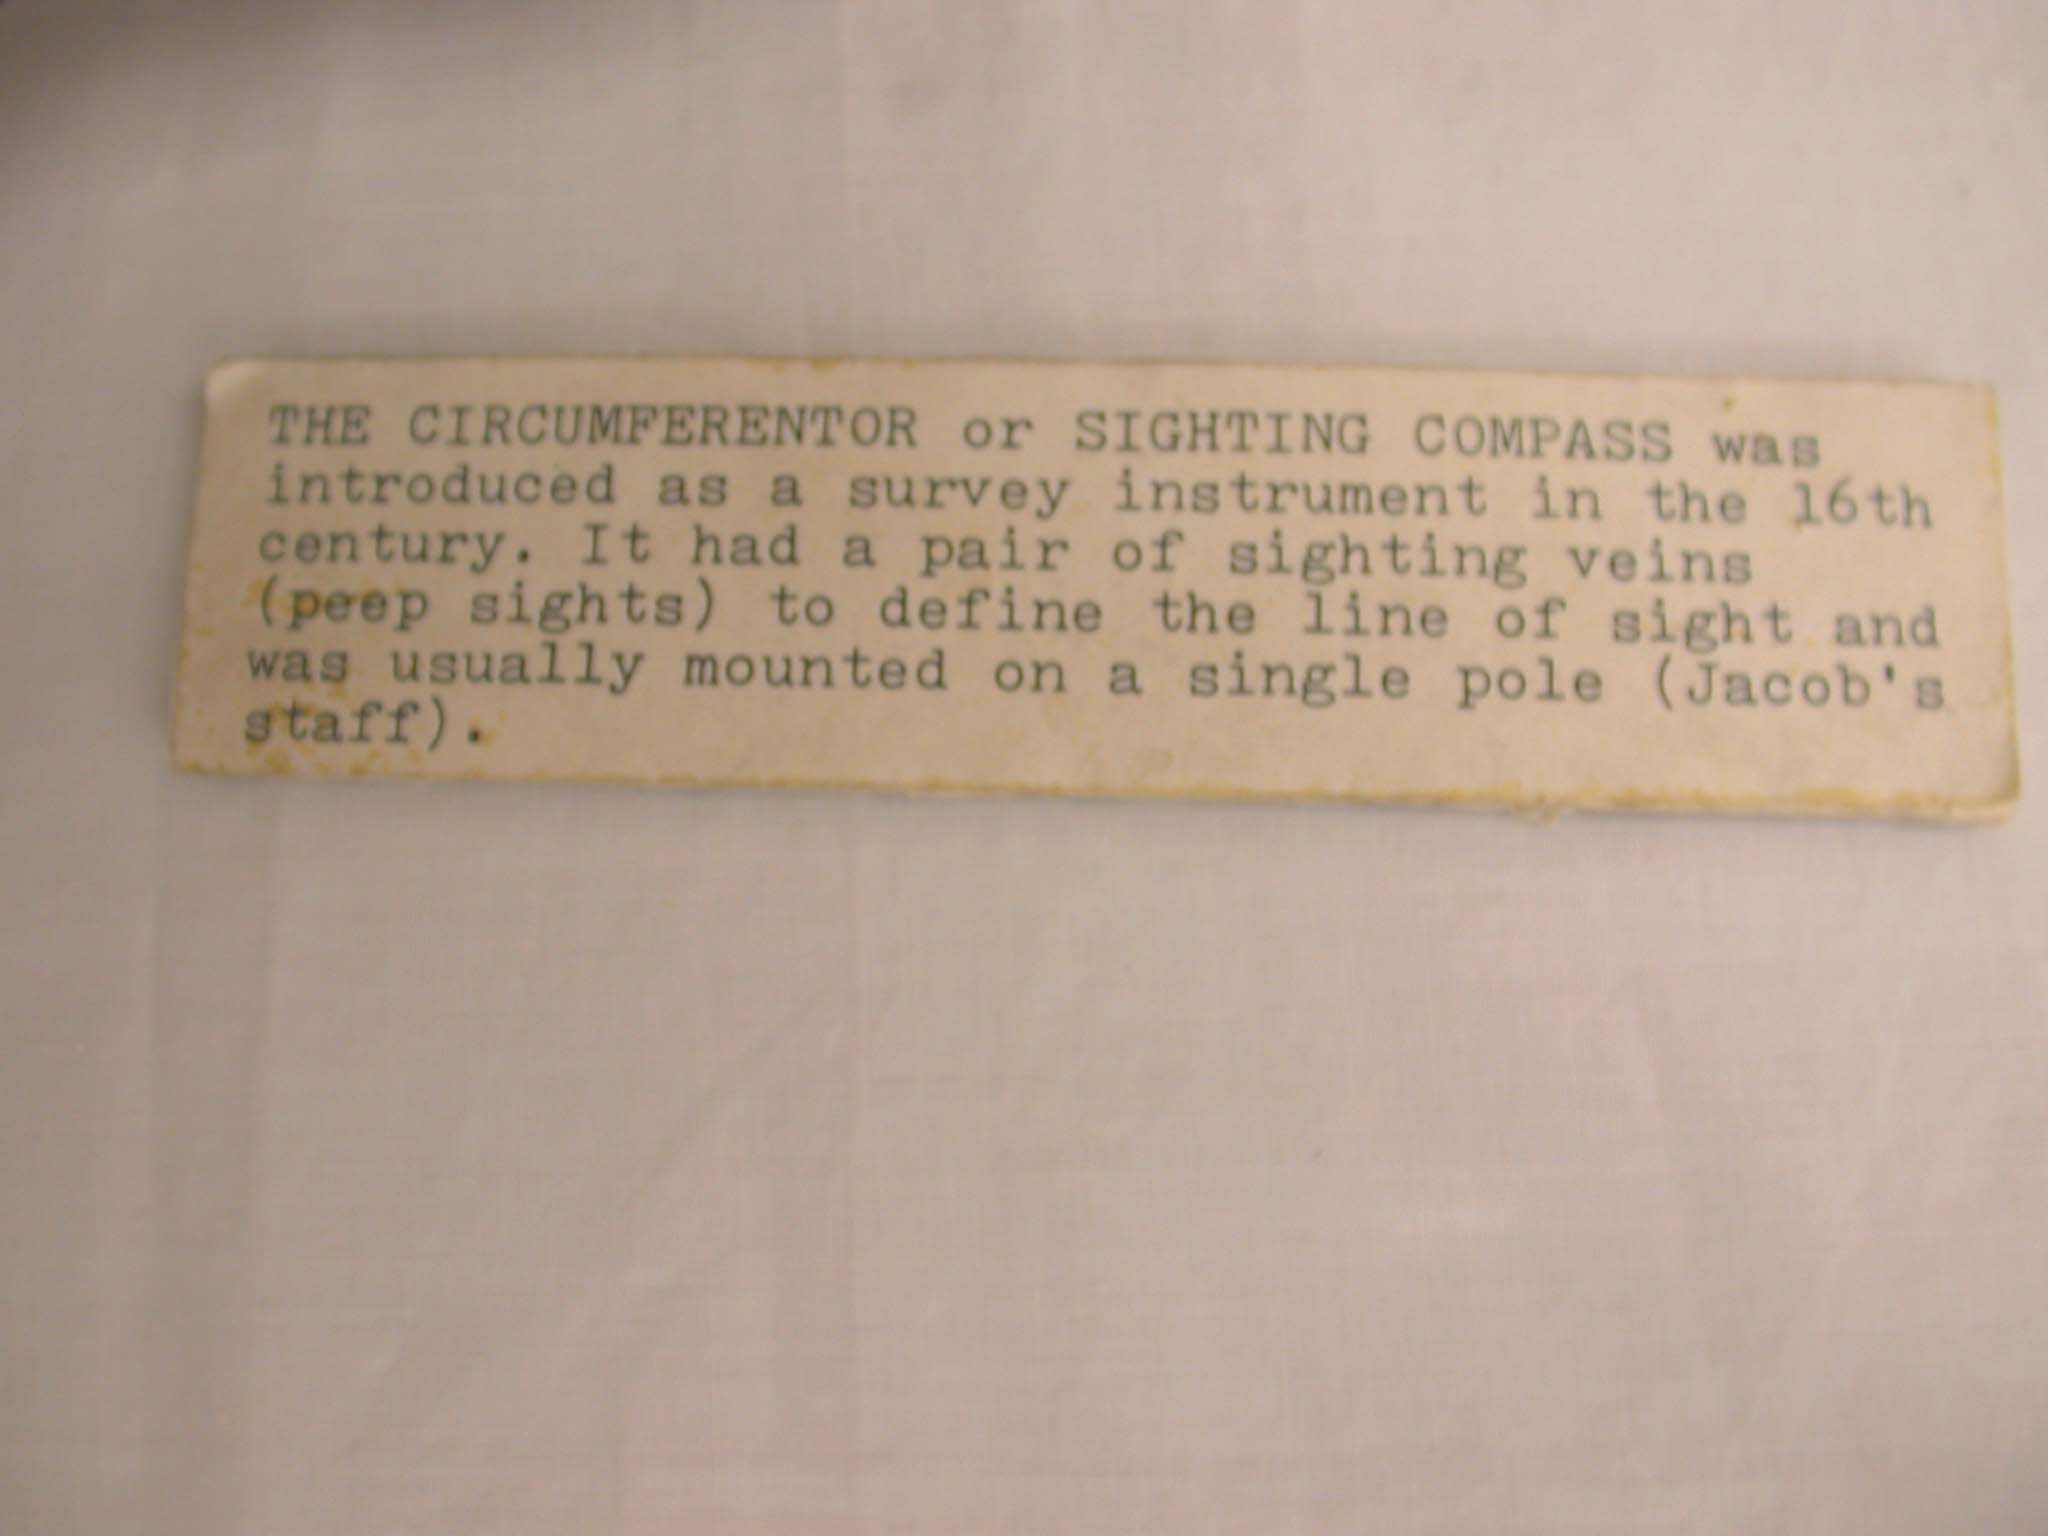 THE CIRCUMFERENTOR or SIGHTING COMPASS was
introduced as a survey instrument in the 16th
century. It had a pair of sighting veins
(peep sights) to define the line of sight and
was usually mounted on a single pole (Jacob's
staff).